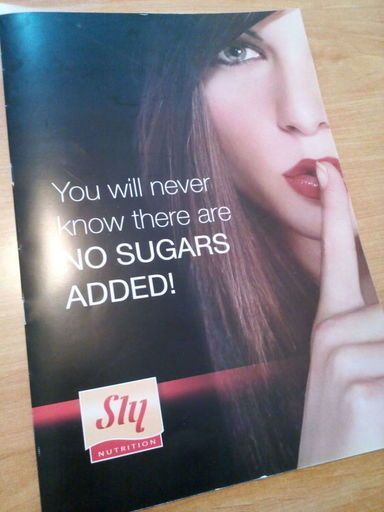 You will never
know there are
NO SUGARS
ADDED!
Sly
NUTRITION